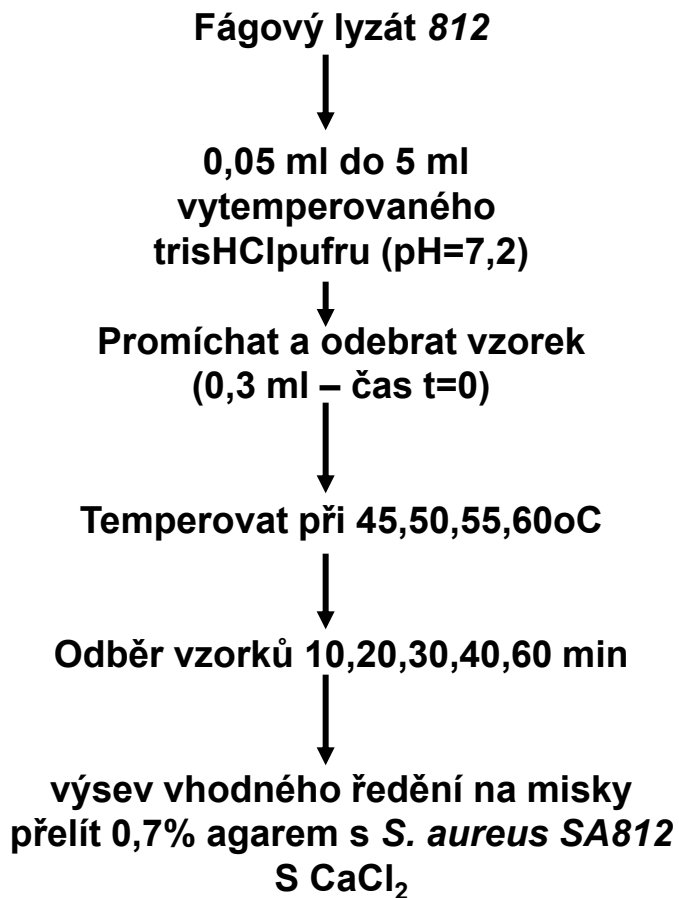 Fágový lyzát 812
0,05 ml do 5 ml
vytemperovaného
trisHClpufru (pH=7,2)
Promíchat a odebrat vzorek
(0,3 ml – čas t=0)
Temperovat při 45,50,55,60oC
Odběr vzorků 10,20,30,40,60 min
výsev vhodného ředění na misky
přelít 0,7% agarem s S. aureus SA812
S CaCl₂